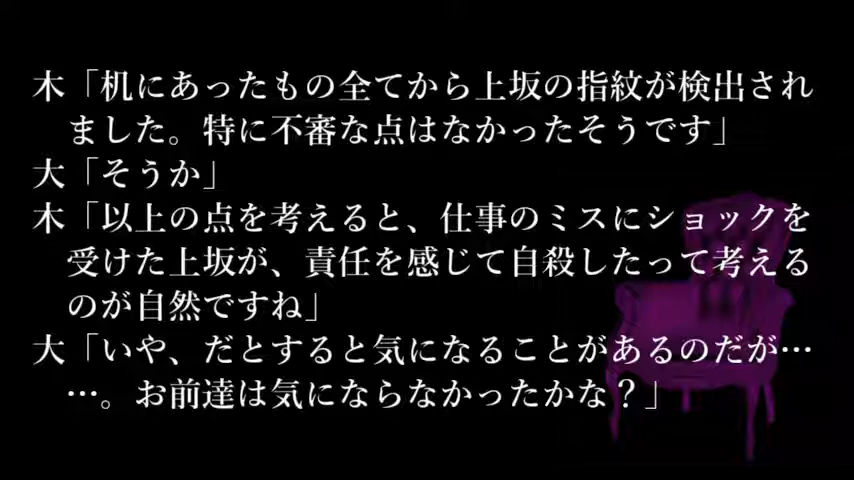 木「机にあったもの全てから上坂の指紋が検出され
ました。特に不審な点はなかったそうです」
大「そうか」
木「以上の点を考えると、仕事のミスにショックを
受けた上坂が、責任を感じて自殺したって考える
のが自然ですね」
大「いや、だとすると気になることがあるのだが…
…。お前達は気にならなかったかな？」